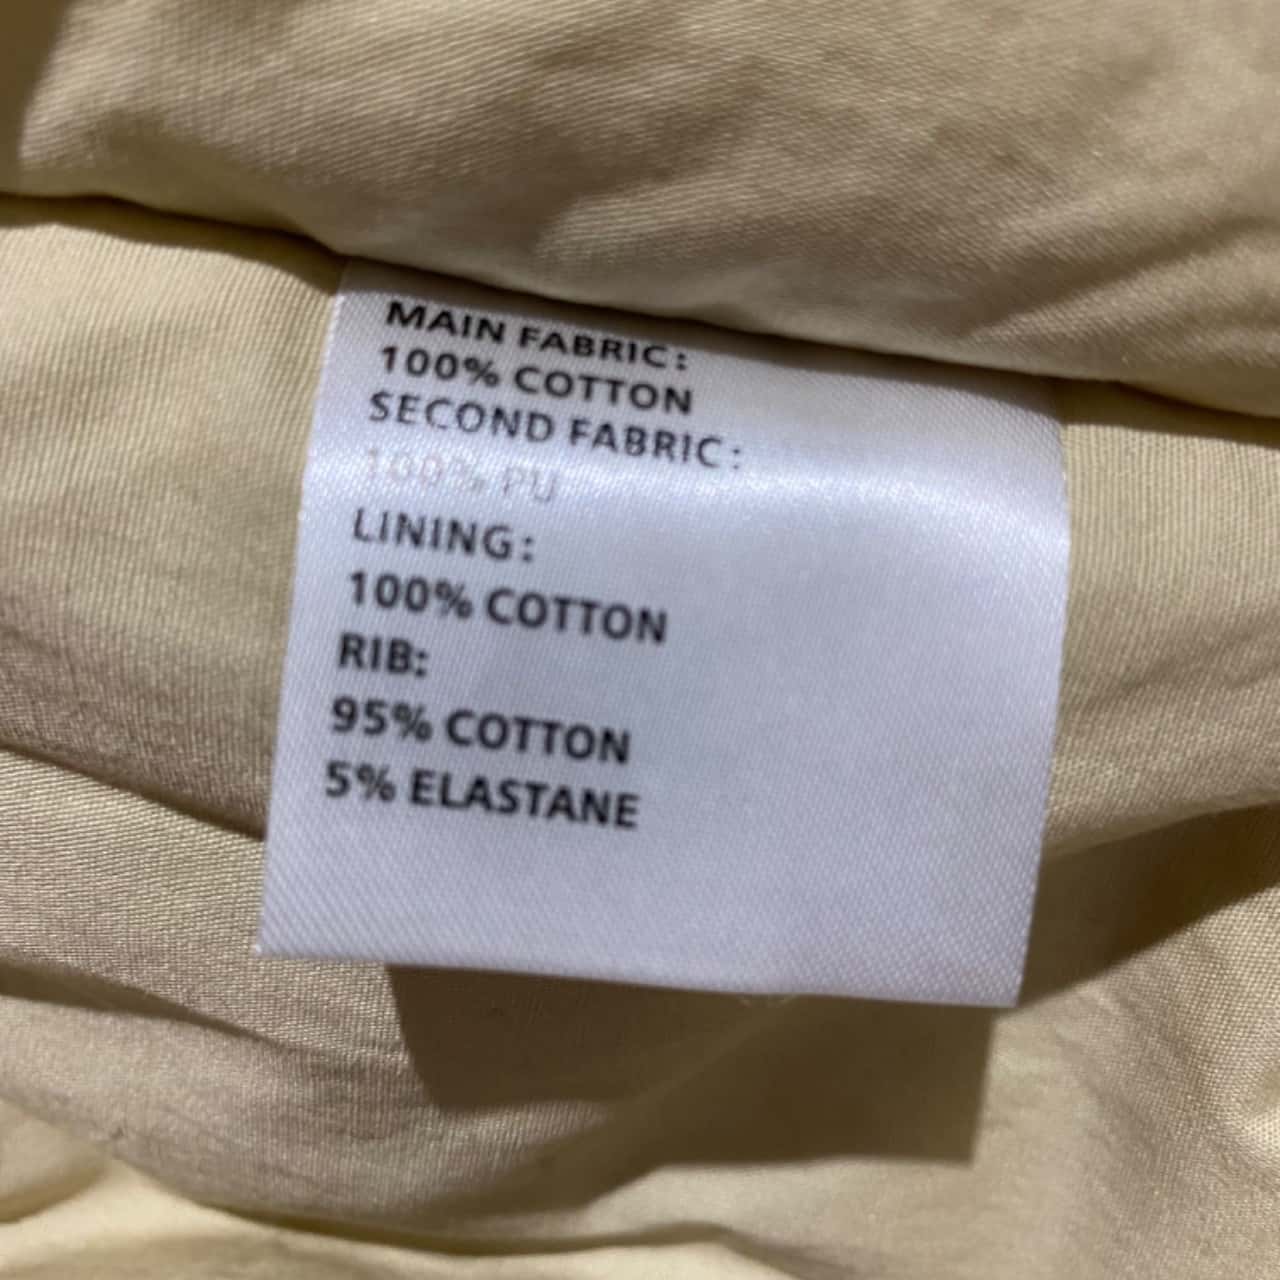 MAIN FABRIC:
100% COTTON
SECOND FABRIC:
100% PU
LINING:
100% COTTON
RIB:
95% COTTON
5% ELASTANE